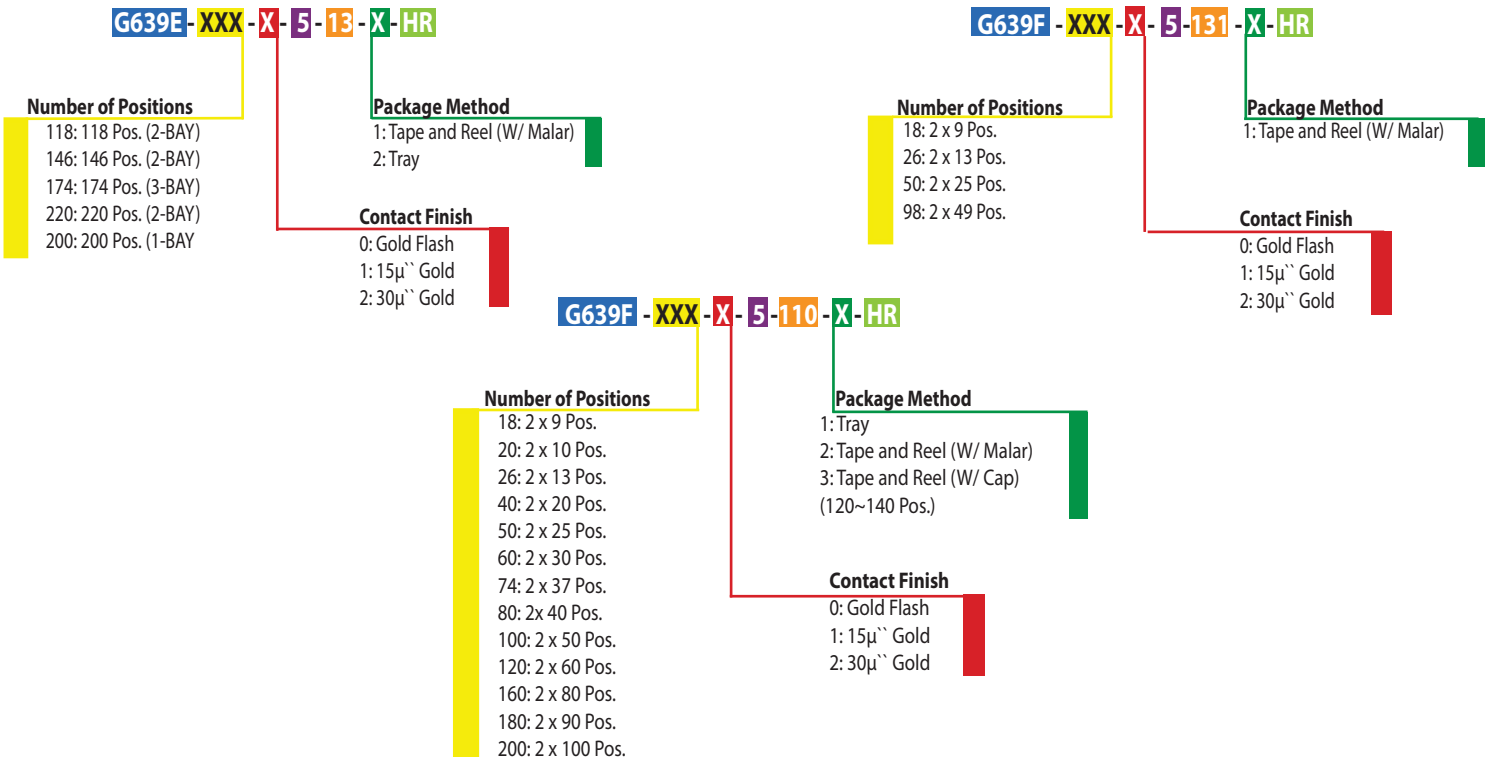 G639E - XXX - X - 5 - 13 - X - HR
Number of Positions
118: 118 Pos. (2-BAY)
146: 146 Pos. (2-BAY)
174: 174 Pos. (3-BAY)
220: 220 Pos. (2-BAY)
200: 200 Pos. (1-BAY
Package Method
1: Tape and Reel (W/ Malar)
2: Tray
Contact Finish
0: Gold Flash
1: 15µ`` Gold
2: 30µ`` Gold
G639F - XXX - X - 5 - 131 - X - HR
Number of Positions
18: 2 x 9 Pos.
26: 2 x 13 Pos.
50: 2 x 25 Pos.
98: 2 x 49 Pos.
Package Method
1: Tape and Reel (W/ Malar)
Contact Finish
0: Gold Flash
1: 15µ`` Gold
2: 30µ`` Gold
G639F - XXX - X - 5 - 110 - X - HR
Number of Positions
18: 2 x 9 Pos.
20: 2 x 10 Pos.
26: 2 x 13 Pos.
40: 2 x 20 Pos.
50: 2 x 25 Pos.
60: 2 x 30 Pos.
74: 2 x 37 Pos.
80: 2x 40 Pos.
100: 2 x 50 Pos.
120: 2 x 60 Pos.
160: 2 x 80 Pos.
180: 2 x 90 Pos.
200: 2 x 100 Pos.
Package Method
1: Tray
2: Tape and Reel (W/ Malar)
3: Tape and Reel (W/ Cap)
(120~140 Pos.)
Contact Finish
0: Gold Flash
1: 15µ`` Gold
2: 30µ`` Gold